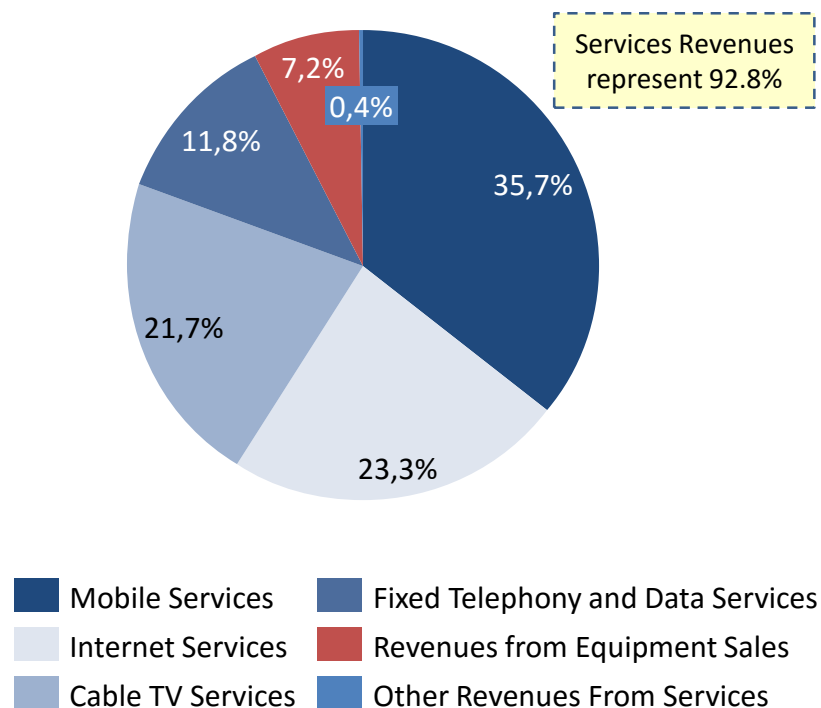 Services Revenues
represent 92.8%
7,2%
0,4%
11,8%
35,7%
21,7%
23,3%
Mobile Services
Fixed Telephony and Data Services
Internet Services
Revenues from Equipment Sales
Cable TV Services
Other Revenues From Services